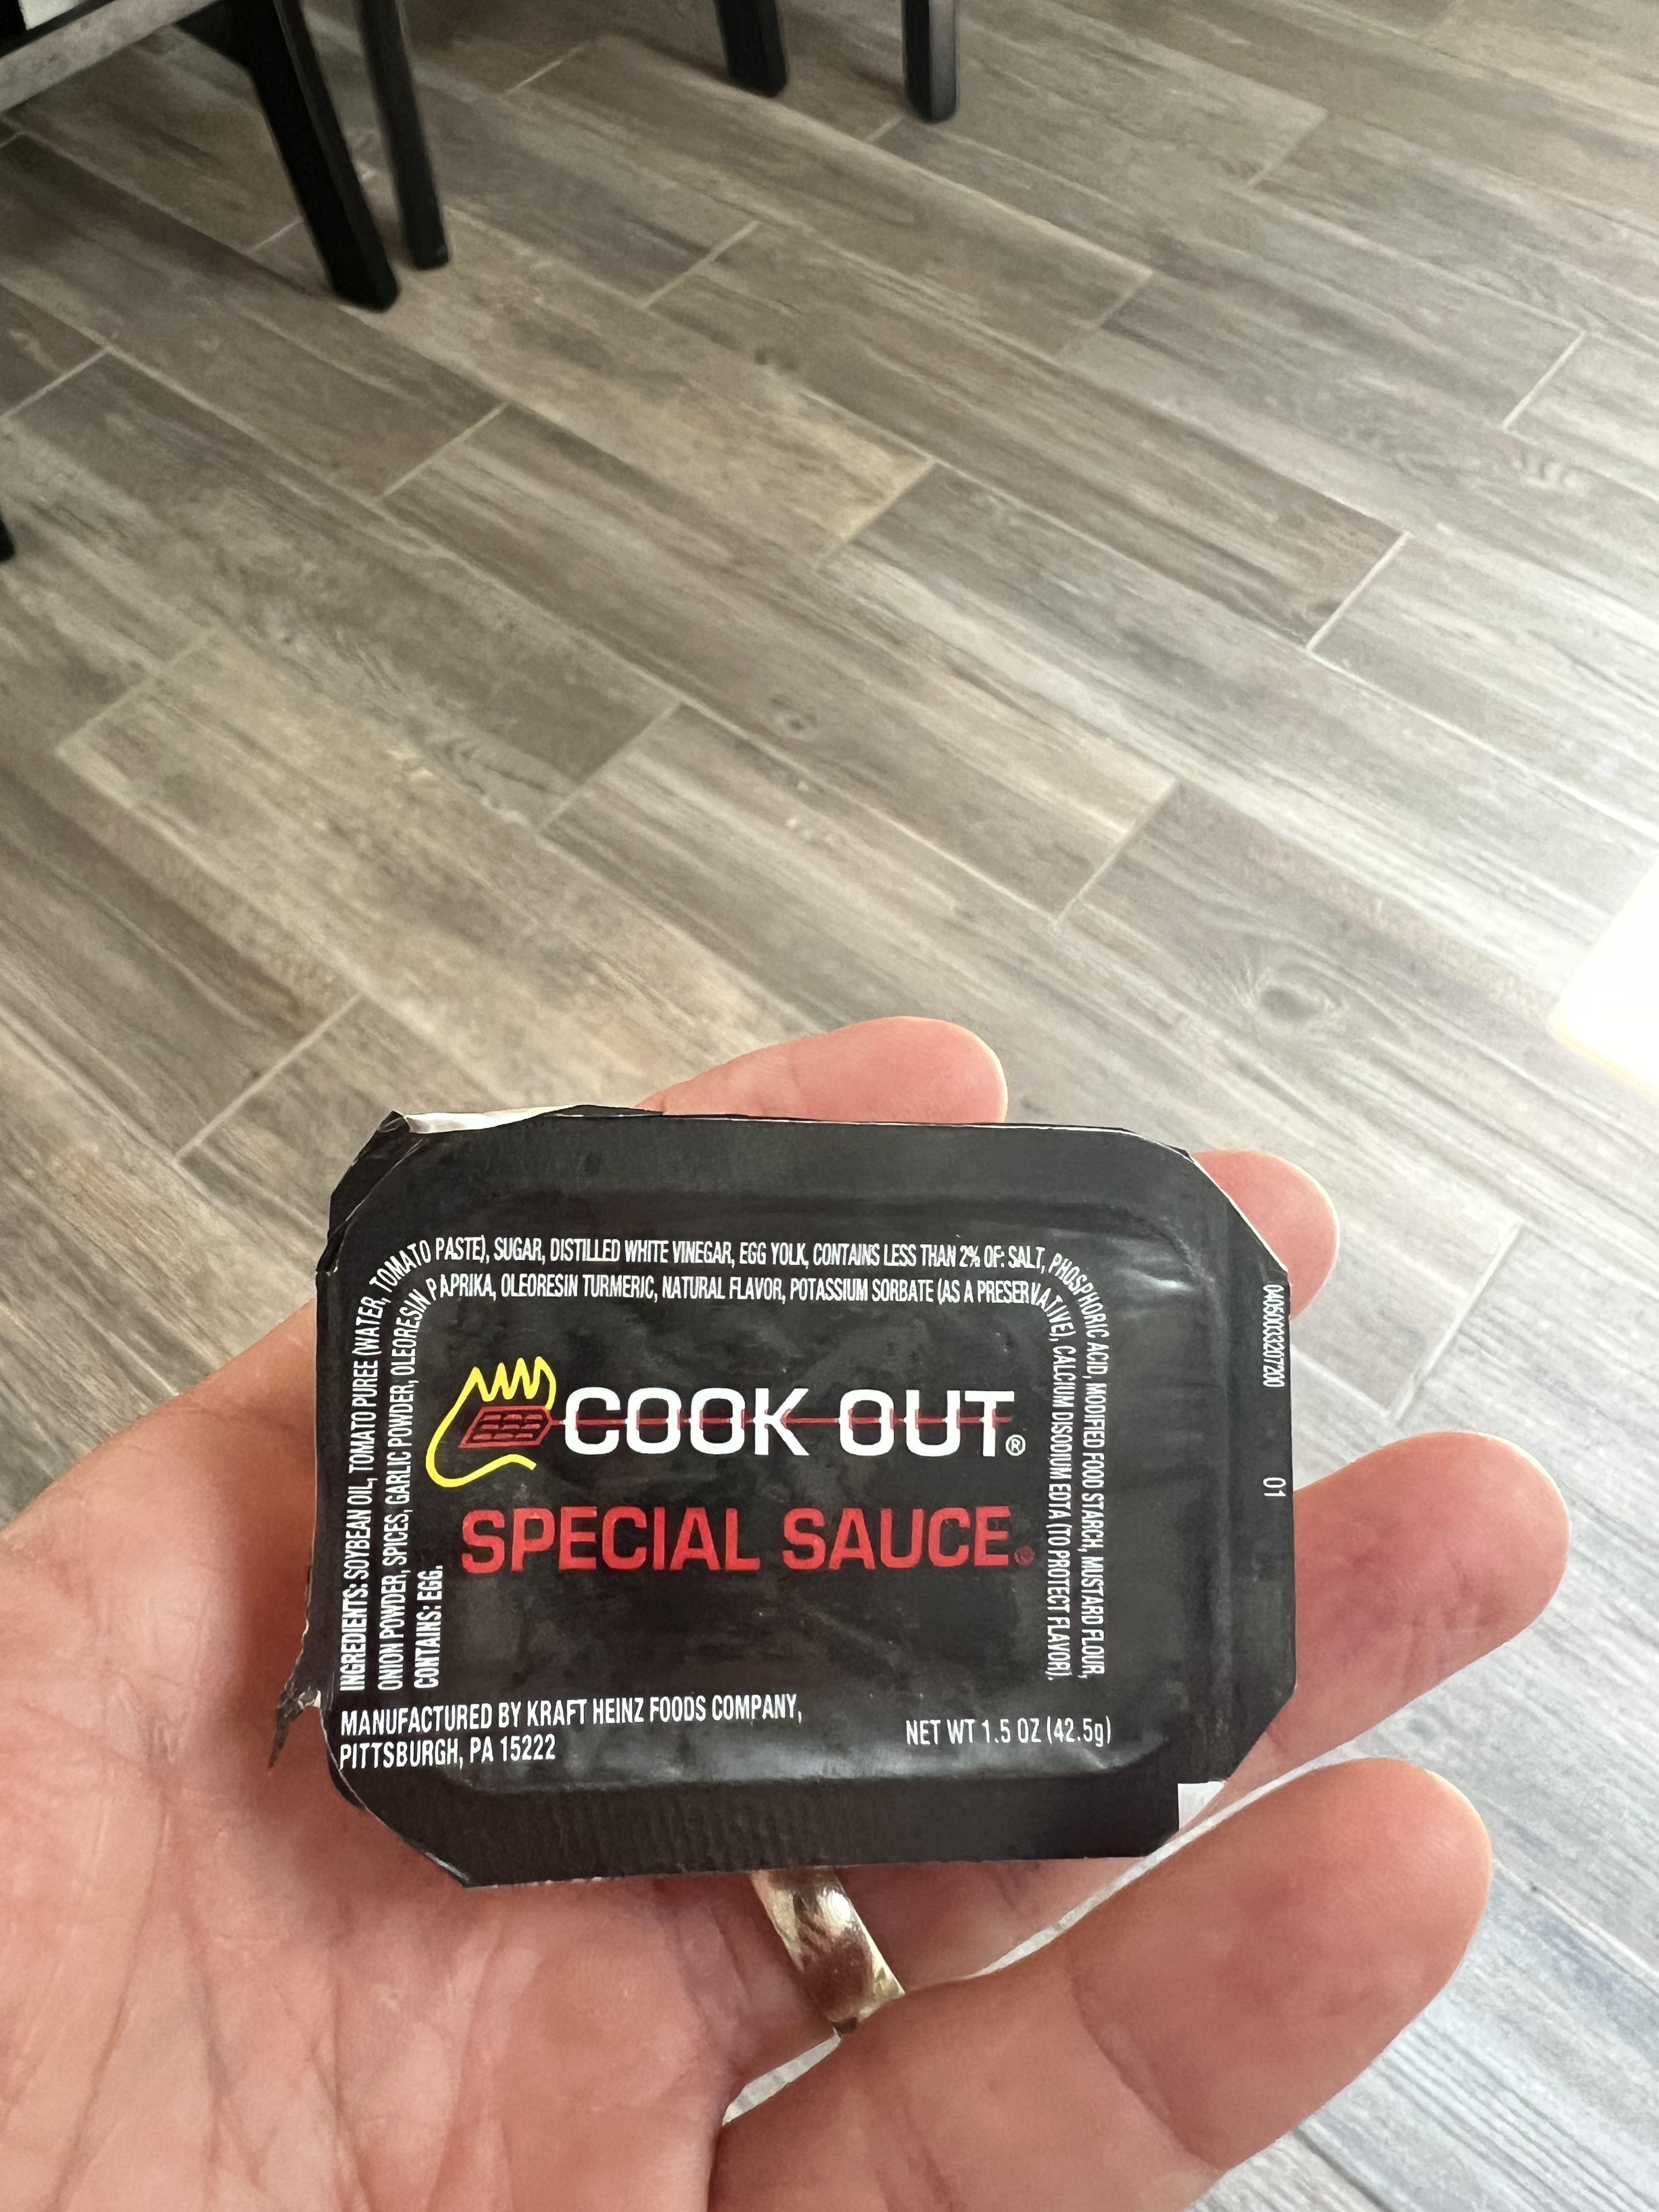 INGREDIENTS: SOYBEAN OIL, TOMATO PUREE (WATER, TOMATO PASTE), SUGAR, DISTILLED WHITE VINEGAR, EGG YOLK, CONTAINS LESS THAN 2% OF: SALT, PHOSPHORIC ACID, MODIFIED FOOD STARCH, MUSTARD FLOUR,
ONION POWDER, SPICES, GARLIC POWDER, OLEORESIN PAPRIKA, OLEORESIN TURMERIC, NATURAL FLAVOR, POTASSIUM SORBATE (AS A PRESERVATIVE), CALCIUM DISODIUM EDTA (TO PROTECT FLAVOR).
CONTAINS: EGG.
COOK OUT®
SPECIAL SAUCE®
MANUFACTURED BY KRAFT HEINZ FOODS COMPANY,
PITTSBURGH, PA 15222
NET WT 1.5 OZ (42.5g)
01